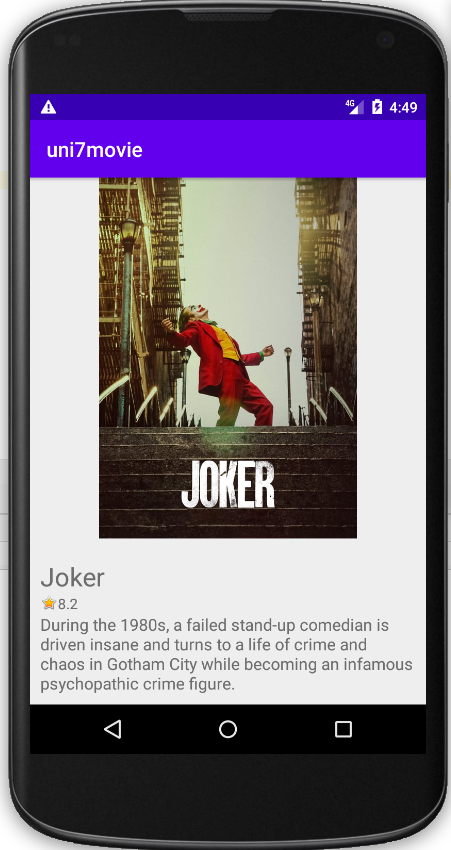 4G 4:49
uni7movie
JOKER
Joker
8.2
During the 1980s, a failed stand-up comedian is
driven insane and turns to a life of crime and
chaos in Gotham City while becoming an infamous
psychopathic crime figure.